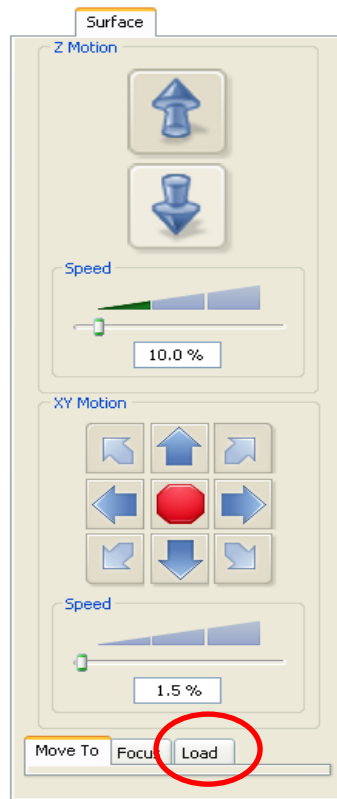 Surface
Z Motion
Speed
10.0 %
XY Motion
Speed
1.5 %
Move To Focus Load